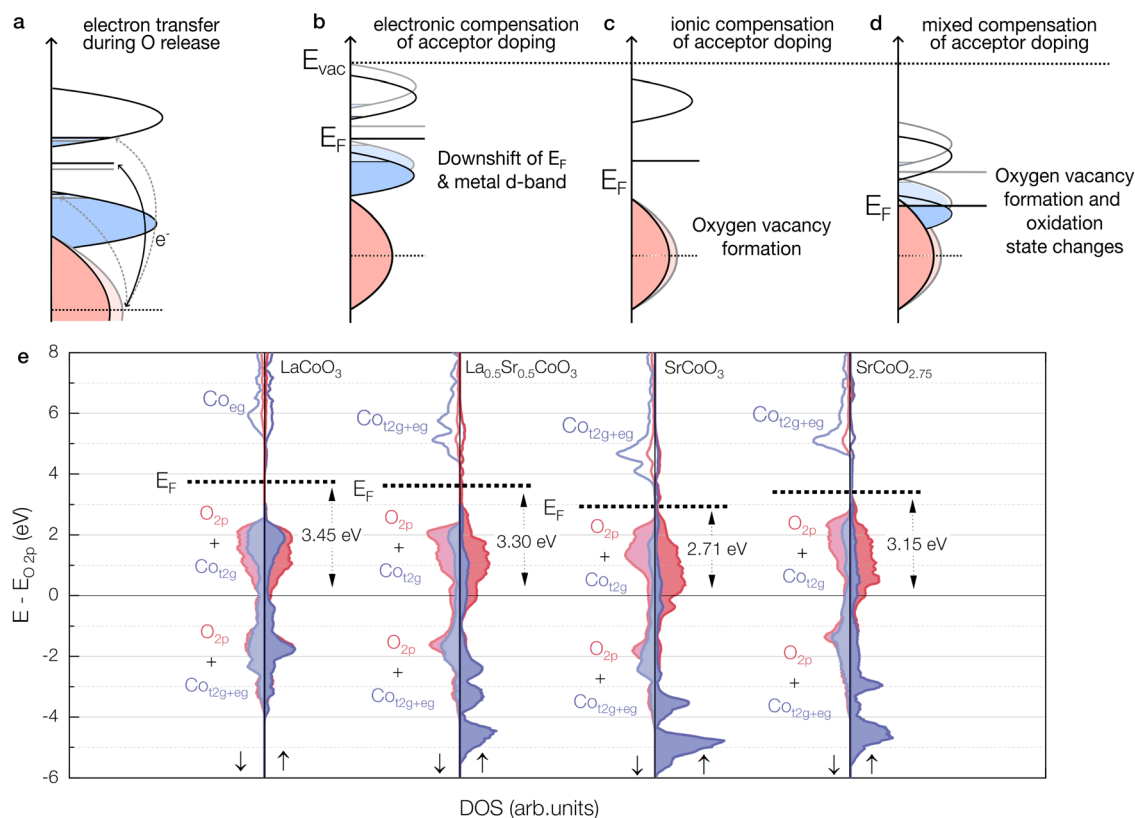 a
electron transfer
during O release
e-
b
electronic compensation
of acceptor doping
Evac
EF
Downshift of EF
& metal d-band
c
ionic compensation
of acceptor doping
EF
Oxygen vacancy
formation
d
mixed compensation
of acceptor doping
EF
Oxygen vacancy
formation and
oxidation
state changes
e
E - EO 2p (eV)
8
6
4
2
0
-2
-4
-6
LaCoO3
Coeg
EF
O2p
+
Cot2g
3.45 eV
O2p
+
Cot2g+eg
↓ ↑
La0.5Sr0.5CoO3
Cot2g+eg
EF
O2p
+
Cot2g
3.30 eV
O2p
+
Cot2g+eg
↓ ↑
SrCoO3
Cot2g+eg
EF
O2p
+
Cot2g
2.71 eV
O2p
+
Cot2g+eg
↓ ↑
SrCoO2.75
Cot2g+eg
O2p
+
Cot2g
3.15 eV
O2p
+
Cot2g+eg
↓ ↑
DOS (arb.units)